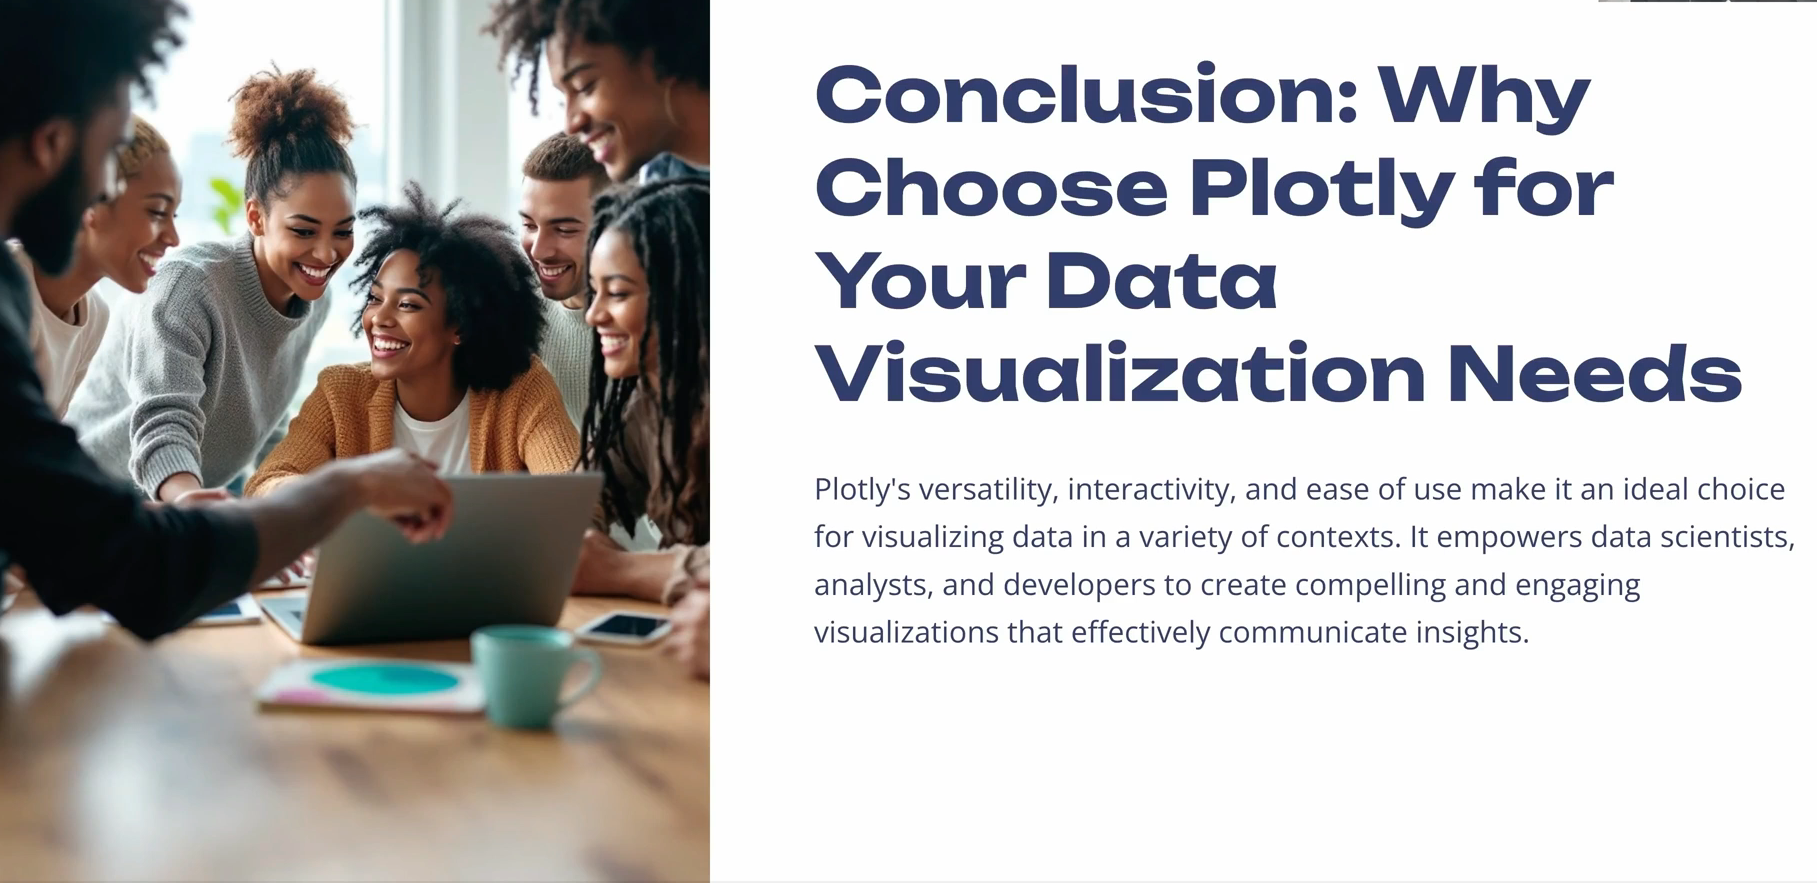 Conclusion: Why
Choose Plotly for
Your Data
Visualization Needs
Plotly's versatility, interactivity, and ease of use make it an ideal choice
for visualizing data in a variety of contexts. It empowers data scientists,
analysts, and developers to create compelling and engaging
visualizations that effectively communicate insights.